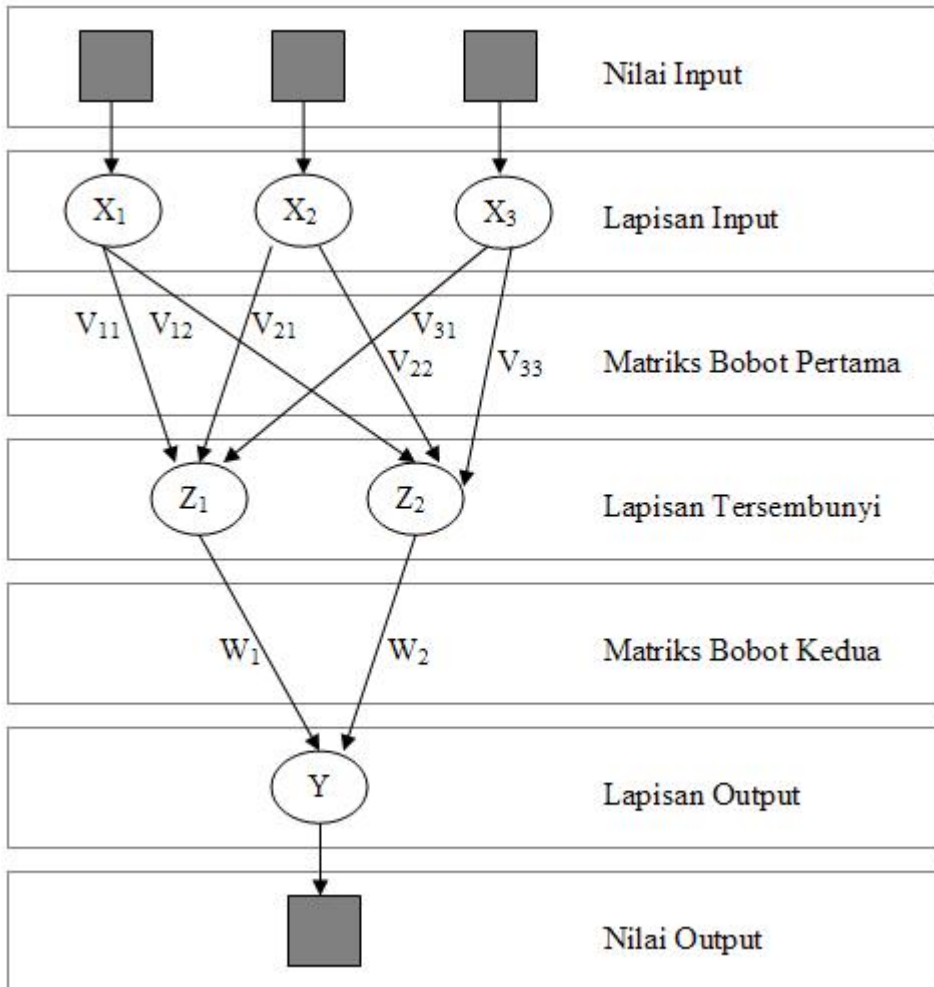 Nilai Input
X1 X2 X3
Lapisan Input
V11 V12 V21 V31
V22 V33
Matriks Bobot Pertama
Z1 Z2
Lapisan Tersembunyi
W1 W2
Matriks Bobot Kedua
Y
Lapisan Output
Nilai Output